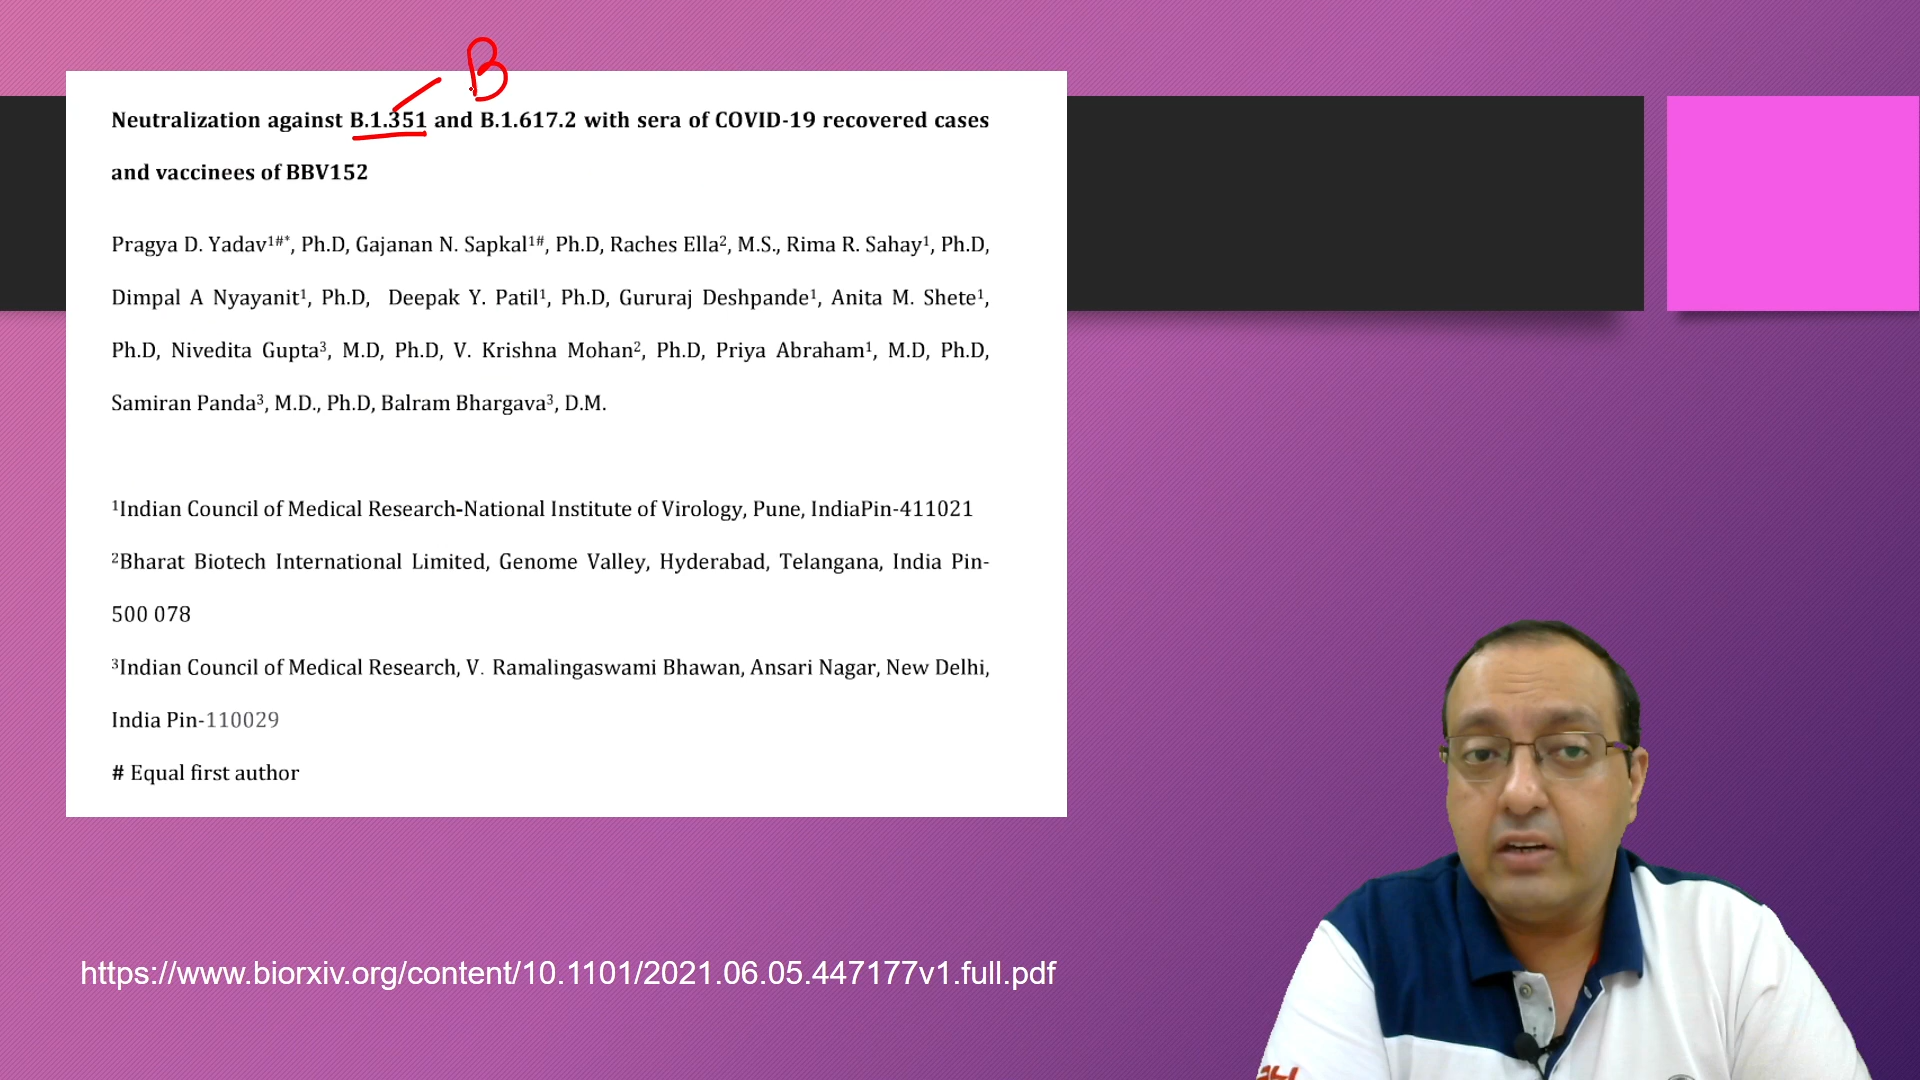 B
Neutralization against B.1.351 and B.1.617.2 with sera of COVID-19 recovered cases
and vaccinees of BBV152
Pragya D. Yadav1#*, Ph.D, Gajanan N. Sapkal1#, Ph.D, Raches Ella2, M.S., Rima R. Sahay1, Ph.D,
Dimpal A Nyayanit1, Ph.D, Deepak Y. Patil1, Ph.D, Gururaj Deshpande1, Anita M. Shete1,
Ph.D, Nivedita Gupta3, M.D, Ph.D, V. Krishna Mohan2, Ph.D, Priya Abraham1, M.D, Ph.D,
Samiran Panda3, M.D., Ph.D, Balram Bhargava3, D.M.
1Indian Council of Medical Research-National Institute of Virology, Pune, IndiaPin-411021
2Bharat Biotech International Limited, Genome Valley, Hyderabad, Telangana, India Pin-
500 078
3Indian Council of Medical Research, V. Ramalingaswami Bhawan, Ansari Nagar, New Delhi,
India Pin-110029
# Equal first author
https://www.biorxiv.org/content/10.1101/2021.06.05.447177v1.full.pdf